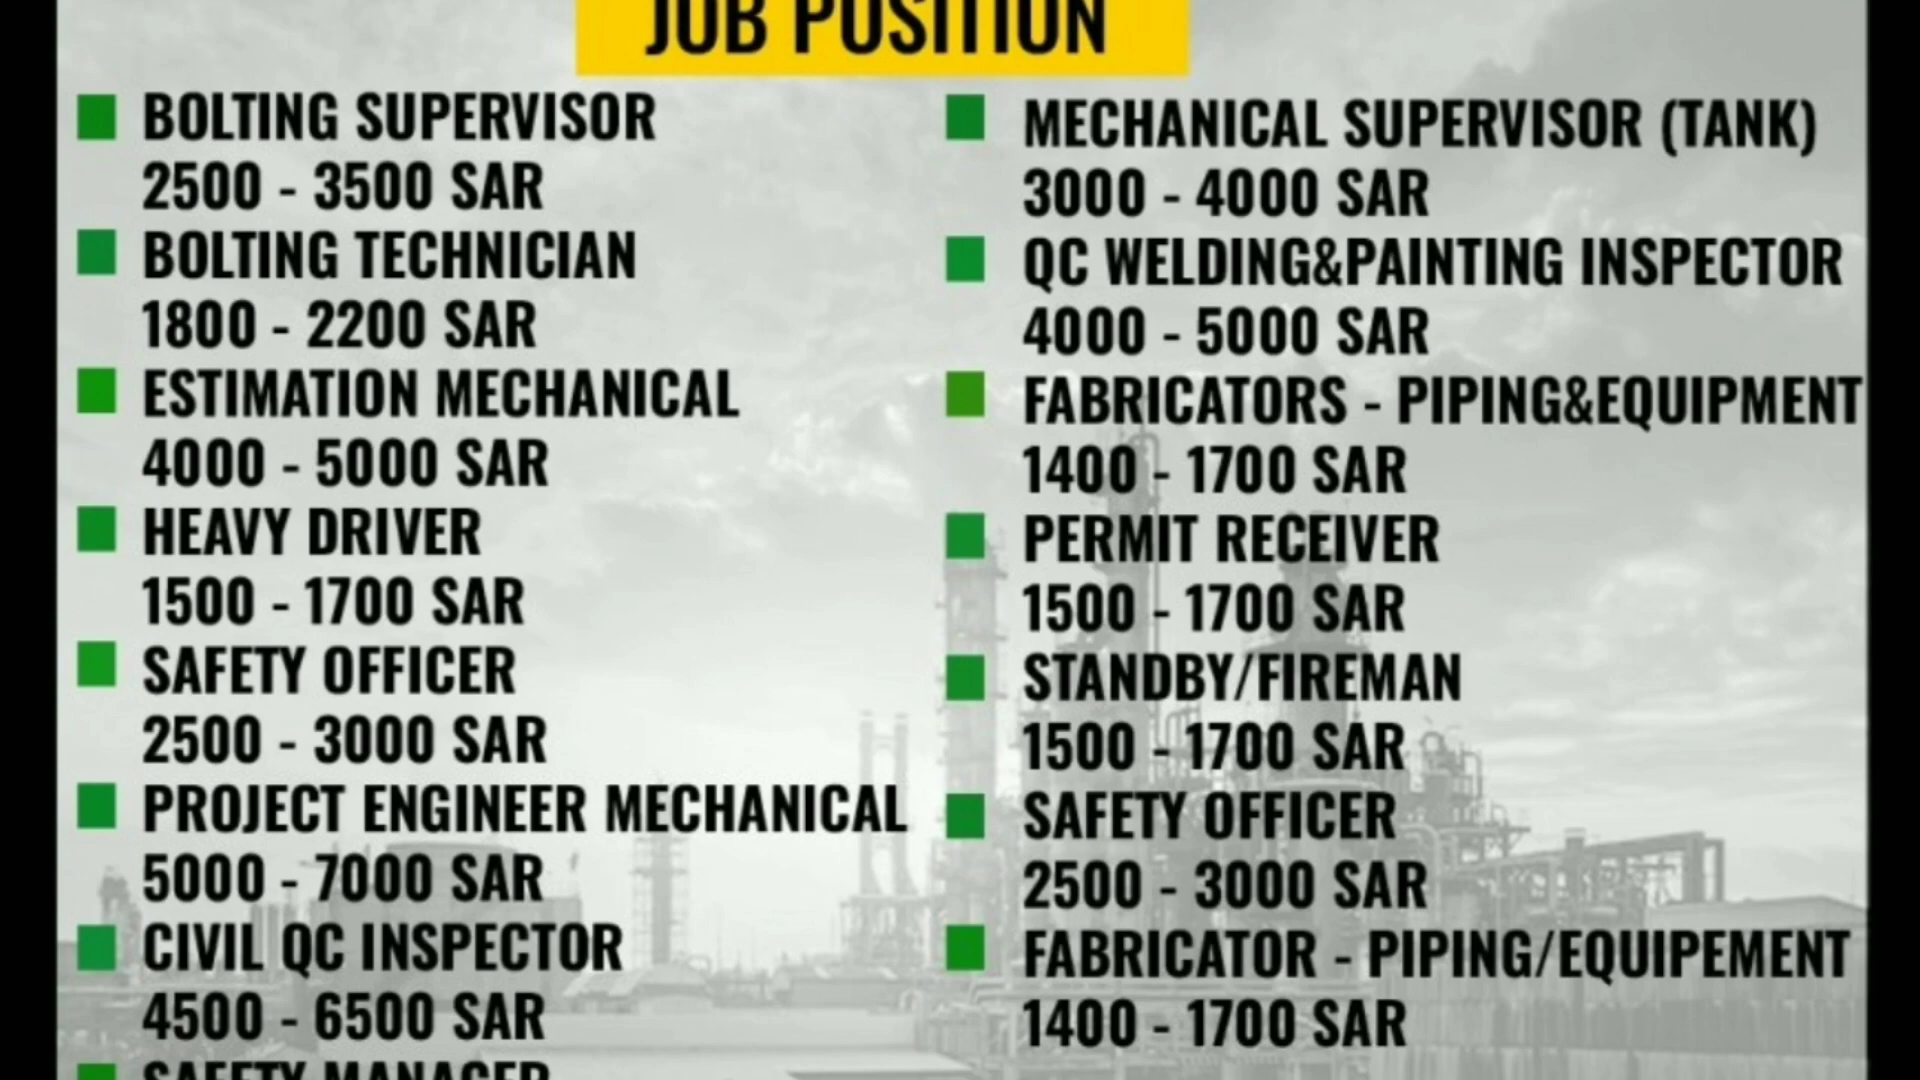 JOB POSITION
BOLTING SUPERVISOR
2500 - 3500 SAR
BOLTING TECHNICIAN
1800 - 2200 SAR
ESTIMATION MECHANICAL
4000 - 5000 SAR
HEAVY DRIVER
1500 - 1700 SAR
SAFETY OFFICER
2500 - 3000 SAR
PROJECT ENGINEER MECHANICAL
5000 - 7000 SAR
CIVIL QC INSPECTOR
4500 - 6500 SAR
SAFETY MANAGER
MECHANICAL SUPERVISOR (TANK)
3000 - 4000 SAR
QC WELDING&PAINTING INSPECTOR
4000 - 5000 SAR
FABRICATORS - PIPING&EQUIPMENT
1400 - 1700 SAR
PERMIT RECEIVER
1500 - 1700 SAR
STANDBY/FIREMAN
1500 - 1700 SAR
SAFETY OFFICER
2500 - 3000 SAR
FABRICATOR - PIPING/EQUIPEMENT
1400 - 1700 SAR